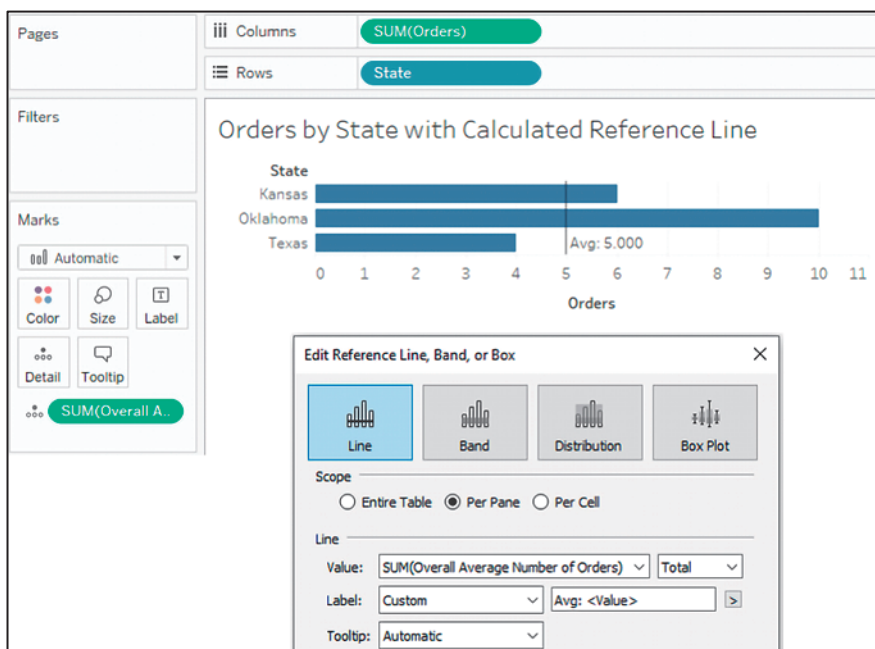 Pages
Columns SUM(Orders)
Rows State
Filters
Marks
Automatic
Color Size Label
Detail Tooltip
SUM(Overall A..
Orders by State with Calculated Reference Line
State
Kansas
Oklahoma
Texas
Avg: 5.000
0 1 2 3 4 5 6 7 8 9 10 11
Orders
Edit Reference Line, Band, or Box
Line Band Distribution Box Plot
Scope
Entire Table Per Pane Per Cell
Line
Value: SUM(Overall Average Number of Orders) Total
Label: Custom Avg: <Value> >
Tooltip: Automatic